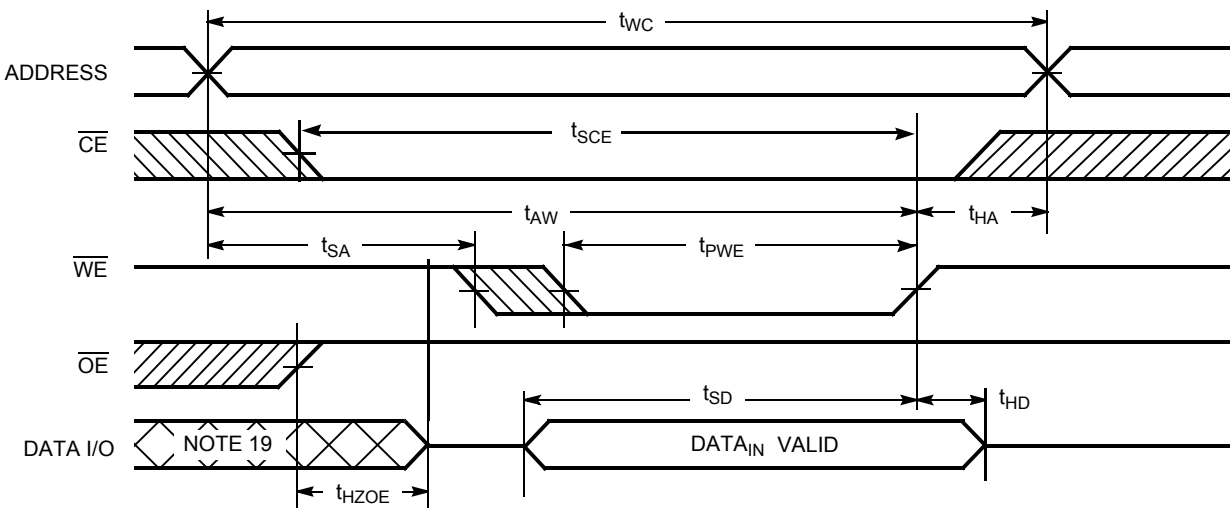 tWC
ADDRESS
CE
tSCE
tAW
tHA
tSA
tPWE
WE
OE
tSD
tHD
DATA I/O
NOTE 19
DATAIN VALID
tHZOE